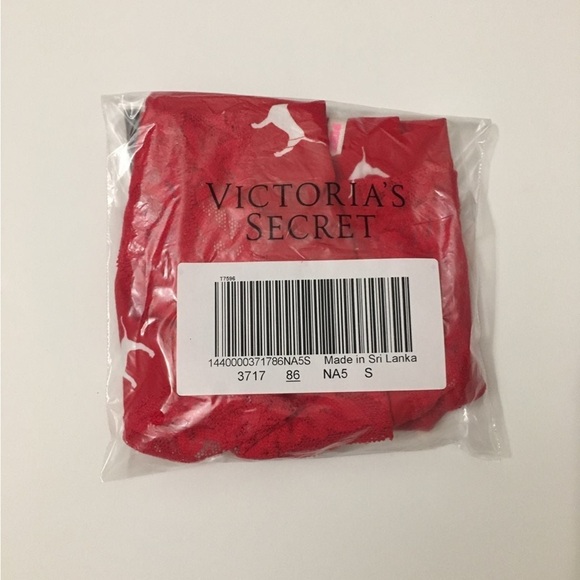 VICTORIA'S
SECRET
T7596
1440000371786NA5S Made in Sri Lanka
3717 86 NA5 S